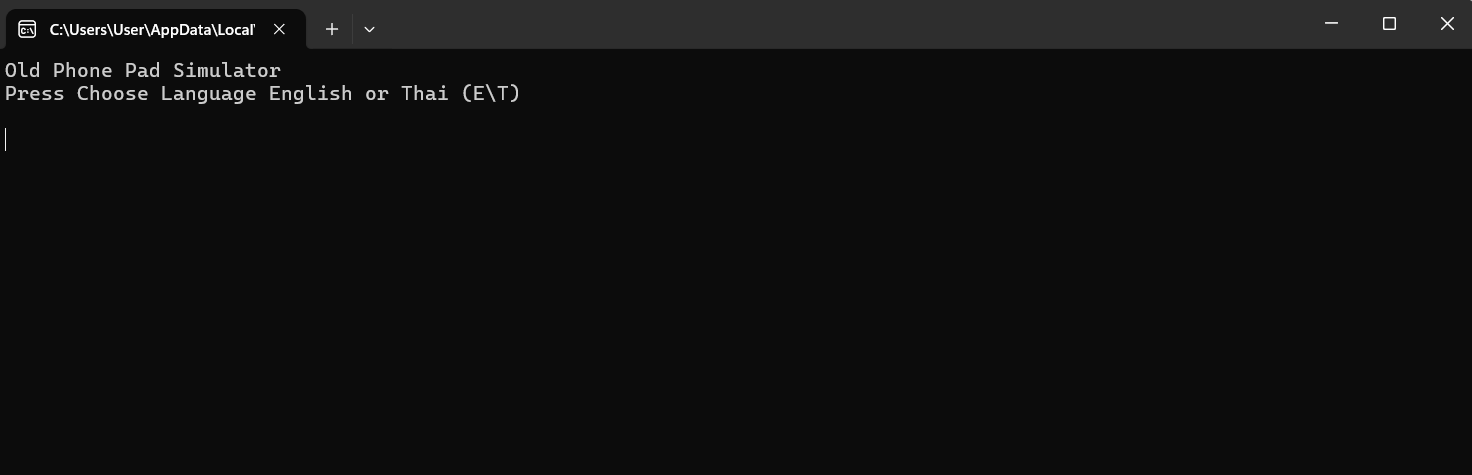 C:\Users\User\AppData\Local\
Old Phone Pad Simulator
Press Choose Language English or Thai (E\T)